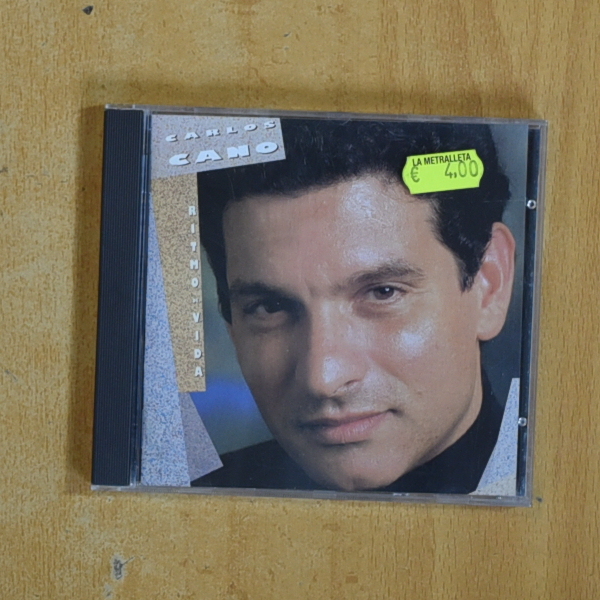 CARLOS
CANO
RITMO DE VIDA
LA METRALLETA
€ 4,00